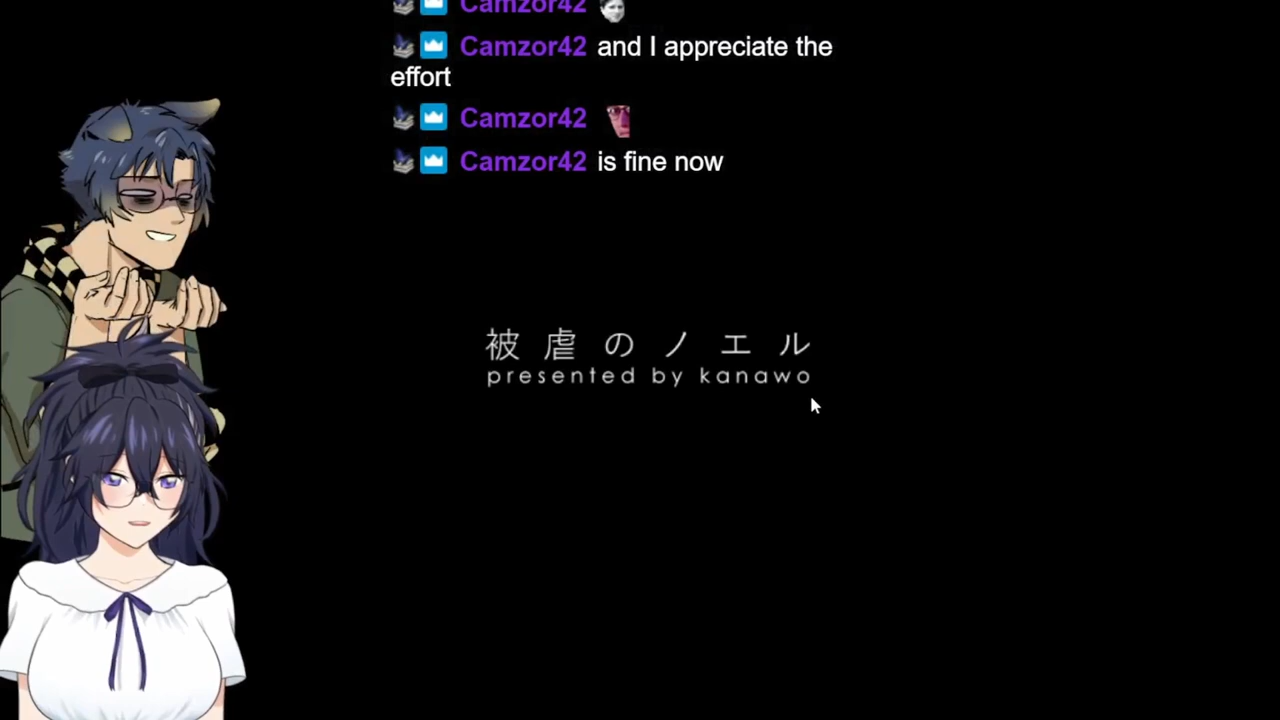 Camzor42
Camzor42 and I appreciate the
effort
Camzor42
Camzor42 is fine now
被虐のノエル
presented by kanawo